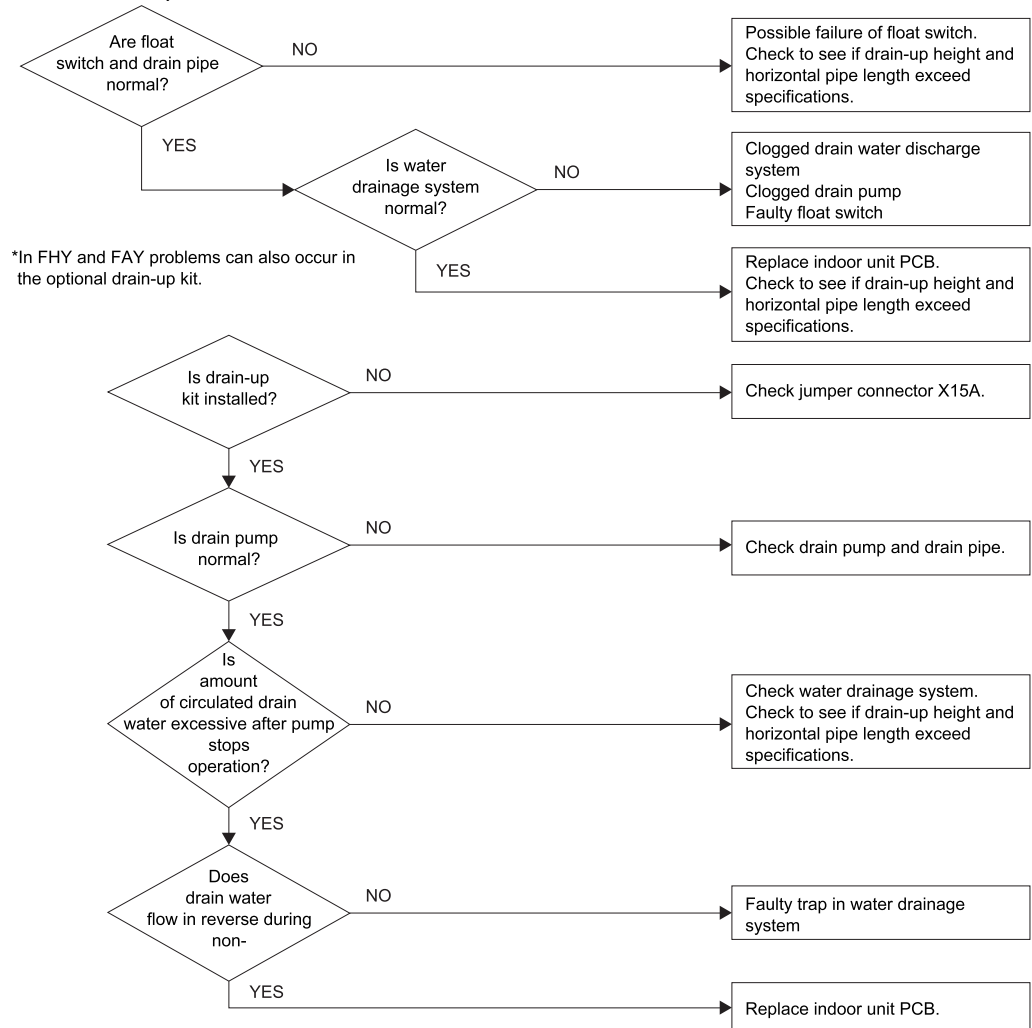 Are float
switch and drain pipe
normal?
NO
Possible failure of float switch.
Check to see if drain-up height and
horizontal pipe length exceed
specifications.
YES
Is water
drainage system
normal?
NO
Clogged drain water discharge
system
Clogged drain pump
Faulty float switch
*In FHY and FAY problems can also occur in
the optional drain-up kit.
YES
Replace indoor unit PCB.
Check to see if drain-up height and
horizontal pipe length exceed
specifications.
Is drain-up
kit installed?
NO
Check jumper connector X15A.
YES
Is drain pump
normal?
NO
Check drain pump and drain pipe.
YES
Is
amount
of circulated drain
water excessive after pump
stops
operation?
NO
Check water drainage system.
Check to see if drain-up height and
horizontal pipe length exceed
specifications.
YES
Does
drain water
flow in reverse during
non-
NO
Faulty trap in water drainage
system
YES
Replace indoor unit PCB.